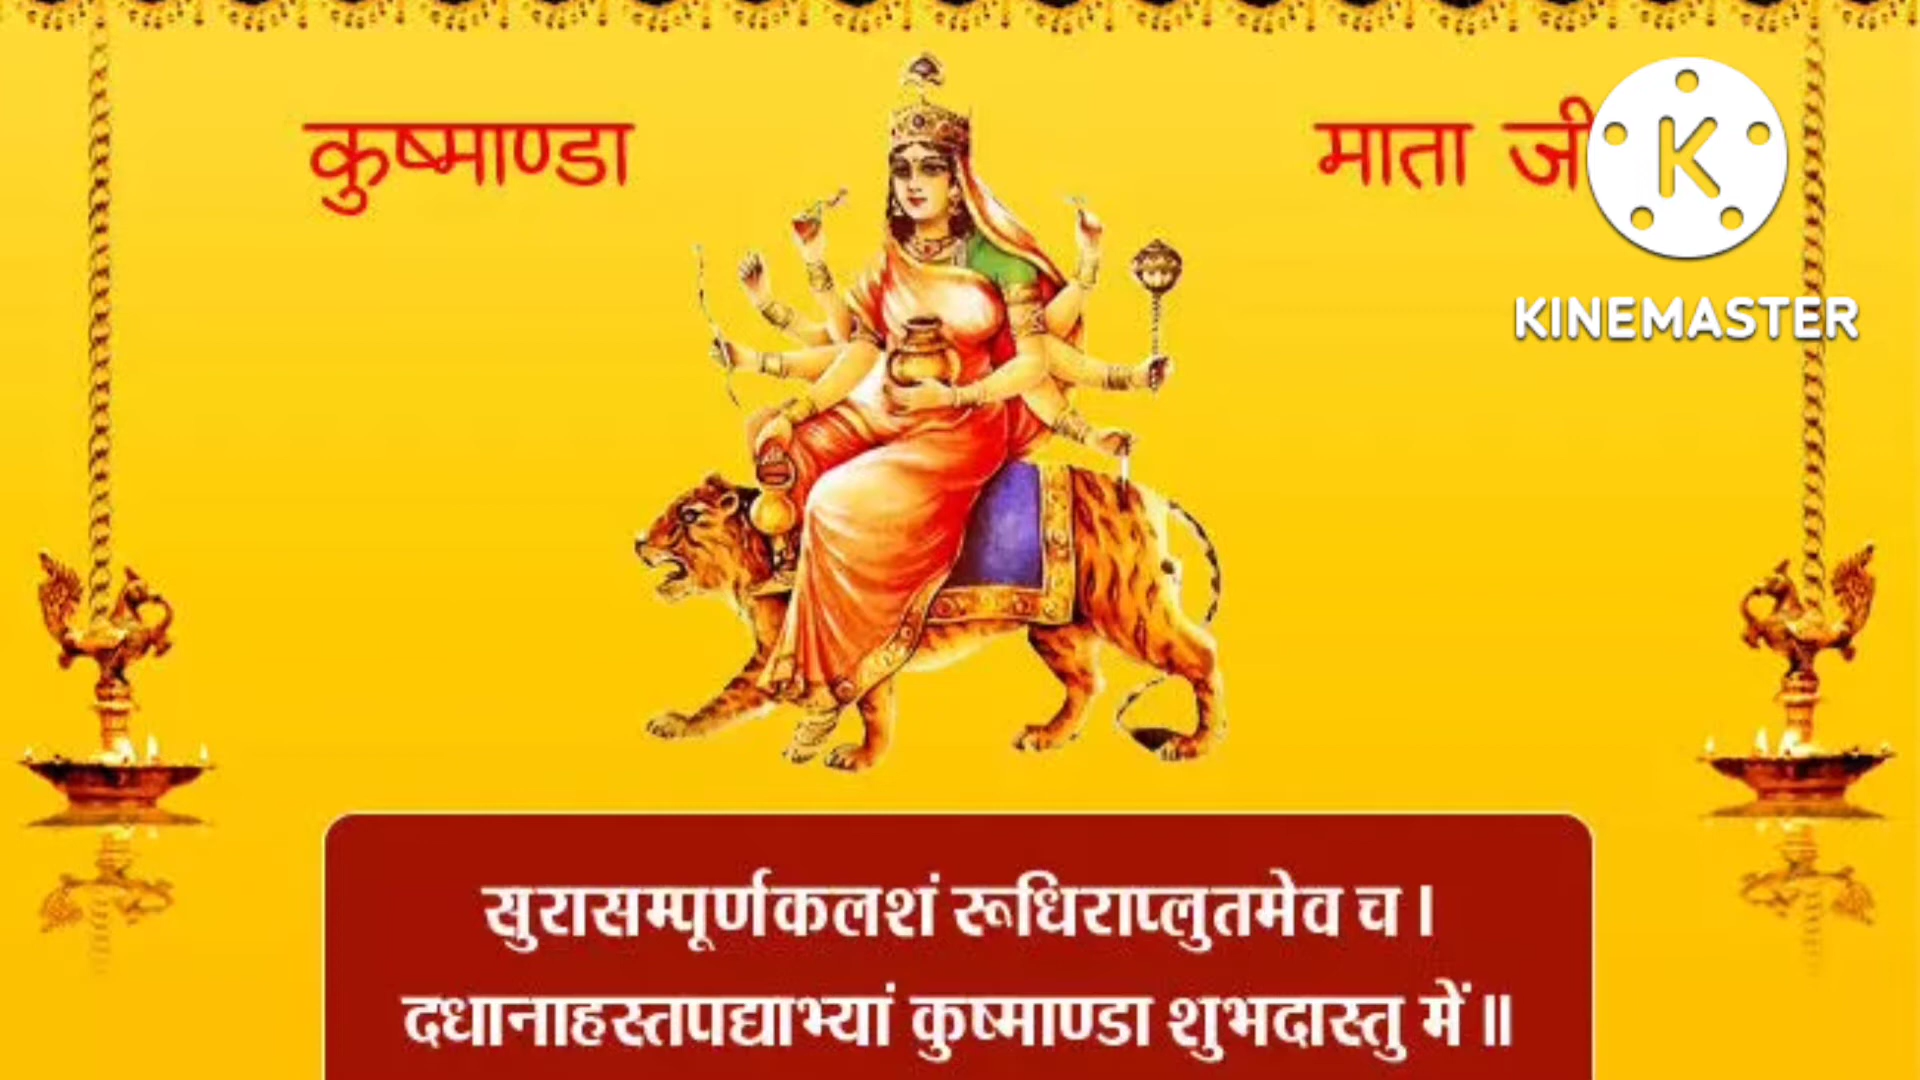 कुष्माण्डा माता जी
K
KINEMASTER
सुरासम्पूर्णकलशं रूधिराप्लुतमेव च।
दधानाहस्तपद्याभ्यां कुष्माण्डा शुभदास्तु में॥